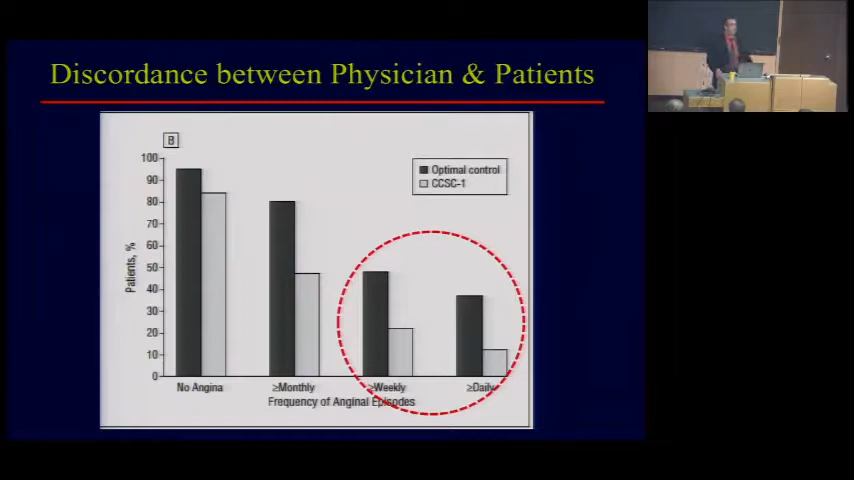 Discordance between Physician & Patients
B
Optimal control
CCSC-1
100
90
80
70
60
50
40
30
20
10
0
Patients, %
No Angina
≥Monthly
≥Weekly
≥Daily
Frequency of Anginal Episodes